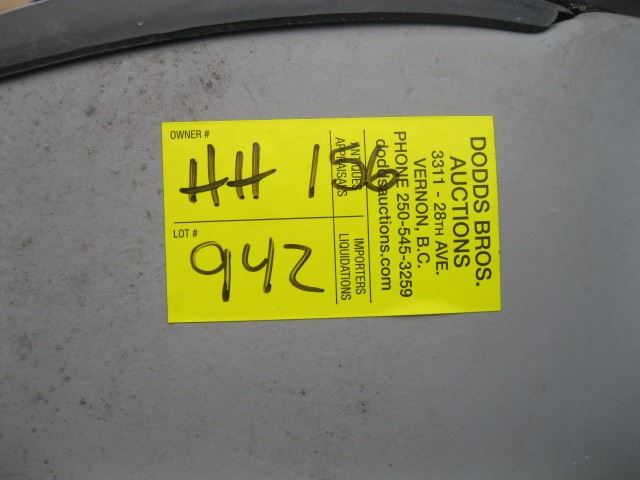 OWNER #
HH 156
LOT #
942
ANTIQUES
APPRAISALS
IMPORTERS
LIQUIDATIONS
DODDS BROS.
AUCTIONS
3311 - 28TH AVE.
VERNON, B.C.
PHONE 250-545-3259
doddsauctions.com